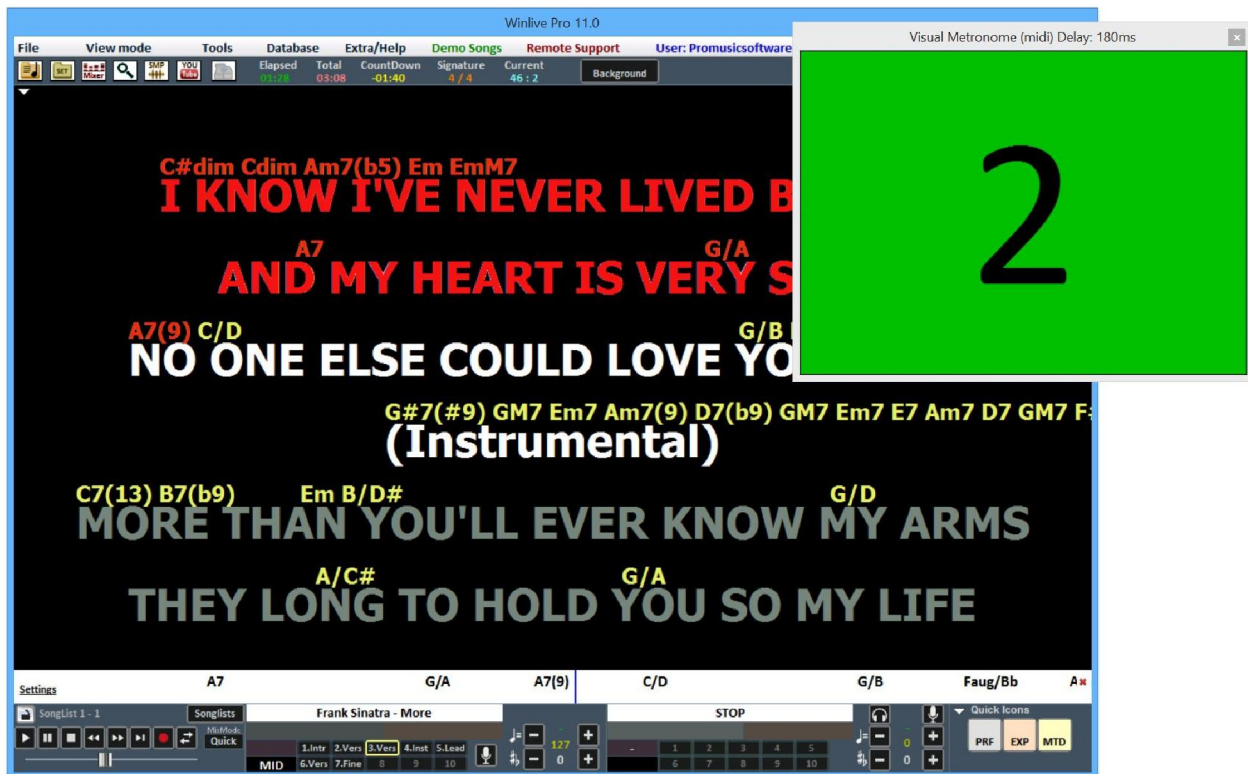 Winlive Pro 11.0
File View mode Tools Database Extra/Help Demo Songs Remote Support User: Promusicsoftware
Visual Metronome (midi) Delay: 180ms
SET Mixer SMP YOU Tube
Elapsed Total CountDown Signature Current Background
01:28 03:08 -01:40 4 / 4 46 : 2
2
C#dim Cdim Am7(b5) Em EmM7
I KNOW I'VE NEVER LIVED B
A7 G/A
AND MY HEART IS VERY S
A7(9) C/D G/B
NO ONE ELSE COULD LOVE YO
G#7(#9) GM7 Em7 Am7(9) D7(b9) GM7 Em7 E7 Am7 D7 GM7 F#
(Instrumental)
C7(13) B7(b9) Em B/D# G/D
MORE THAN YOU'LL EVER KNOW MY ARMS
A/C# G/A
THEY LONG TO HOLD YOU SO MY LIFE
Settings A7 G/A A7(9) C/D G/B Faug/Bb A
SongList 1 - 1 Songlists Frank Sinatra - More STOP Quick Icons
MixMode
Quick
1.Intr 2.Vers 3.Vers 4.Inst 5.Lead - 127 + - 1 2 3 4 5 - 0 + PRF EXP MTD
MID 6.Vers 7.Fine 8 9 10 - 0 + 6 7 8 9 10 - 0 +